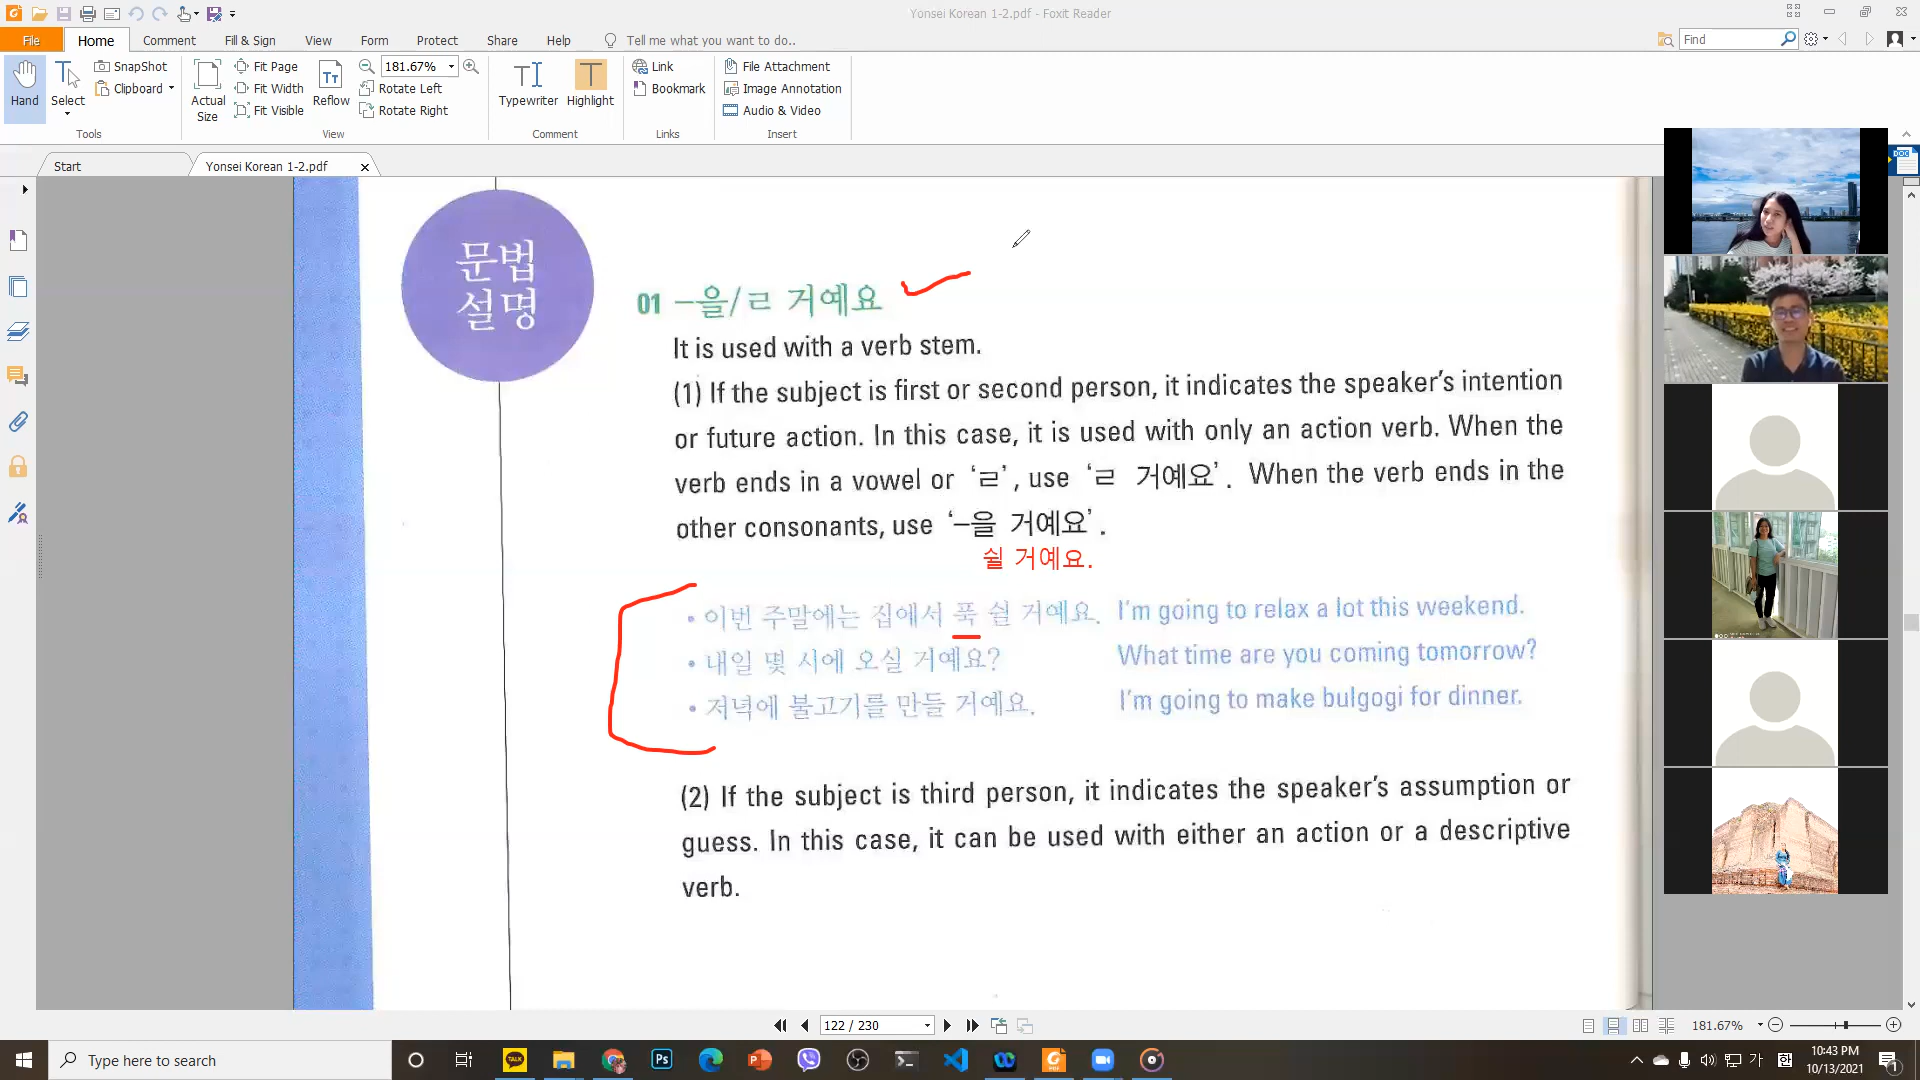 Yonsei Korean 1-2.pdf - Foxit Reader
File Home Comment Fill & Sign View Form Protect Share Help Tell me what you want to do.. Find
Hand
Select
SnapShot
Clipboard
Tools
Actual
Size
Fit Page
Fit Width
Fit Visible
Reflow
181.67%
Rotate Left
Rotate Right
View
Typewriter
Highlight
Comment
Link
Bookmark
Links
File Attachment
Image Annotation
Audio & Video
Insert
DOC
Start
Yonsei Korean 1-2.pdf
문법
설명
01 –을/ㄹ 거예요
It is used with a verb stem.
(1) If the subject is first or second person, it indicates the speaker's intention
or future action. In this case, it is used with only an action verb. When the
verb ends in a vowel or ‘ㄹ’, use ‘ㄹ 거예요’. When the verb ends in the
other consonants, use ‘–을 거예요’.
쉴 거예요.
• 이번 주말에는 집에서 푹 쉴 거예요. I'm going to relax a lot this weekend.
• 내일 몇 시에 오실 거예요? What time are you coming tomorrow?
• 저녁에 불고기를 만들 거예요. I'm going to make bulgogi for dinner.
(2) If the subject is third person, it indicates the speaker's assumption or
guess. In this case, it can be used with either an action or a descriptive
verb.
122 / 230
181.67%
Type here to search
TALK
Ps
가
한
10:43 PM
10/13/2021
1